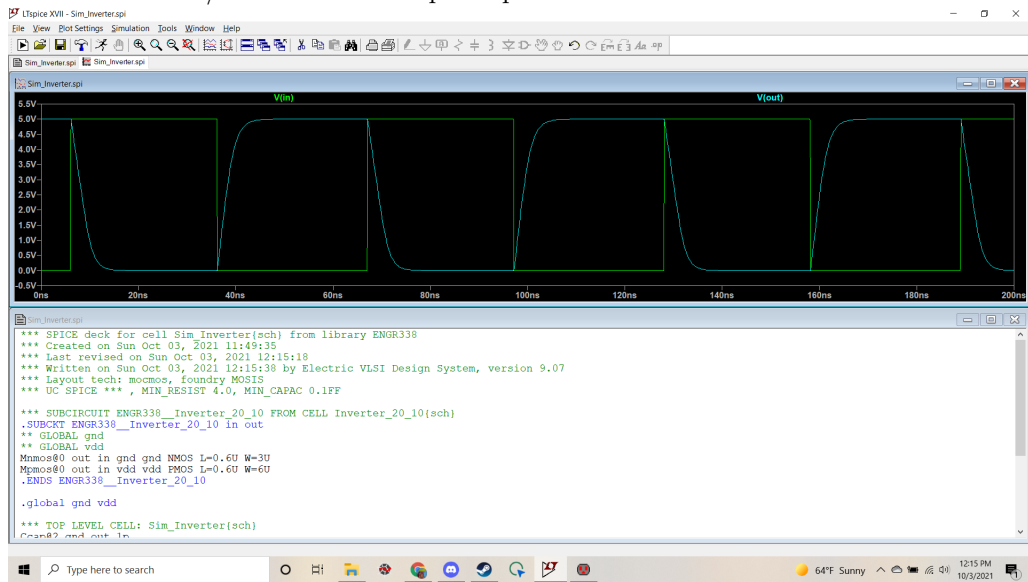 LTspice XVII - Sim_Inverter.spi
File View Plot Settings Simulation Tools Window Help
Sim_Inverter.spi Sim_Inverter.spi
Sim_Inverter.spi
V(in) V(out)
5.5V
5.0V
4.5V
4.0V
3.5V
3.0V
2.5V
2.0V
1.5V
1.0V
0.5V
0.0V
-0.5V
0ns 20ns 40ns 60ns 80ns 100ns 120ns 140ns 160ns 180ns 200ns
Sim_Inverter.spi
*** SPICE deck for cell Sim_Inverter{sch} from library ENGR338
*** Created on Sun Oct 03, 2021 11:49:35
*** Last revised on Sun Oct 03, 2021 12:15:18
*** Written on Sun Oct 03, 2021 12:15:38 by Electric VLSI Design System, version 9.07
*** Layout tech: mocmos, foundry MOSIS
*** UC SPICE *** , MIN_RESIST 4.0, MIN_CAPAC 0.1FF
*** SUBCIRCUIT ENGR338__Inverter_20_10 FROM CELL Inverter_20_10{sch}
.SUBCKT ENGR338__Inverter_20_10 in out
** GLOBAL gnd
** GLOBAL vdd
Mnmos@0 out in gnd gnd NMOS L=0.6U W=3U
Mpmos@0 out in vdd vdd PMOS L=0.6U W=6U
.ENDS ENGR338__Inverter_20_10
.global gnd vdd
*** TOP LEVEL CELL: Sim_Inverter{sch}
Ccap@2 gnd out 1p
Type here to search
64°F Sunny
12:15 PM
10/3/2021